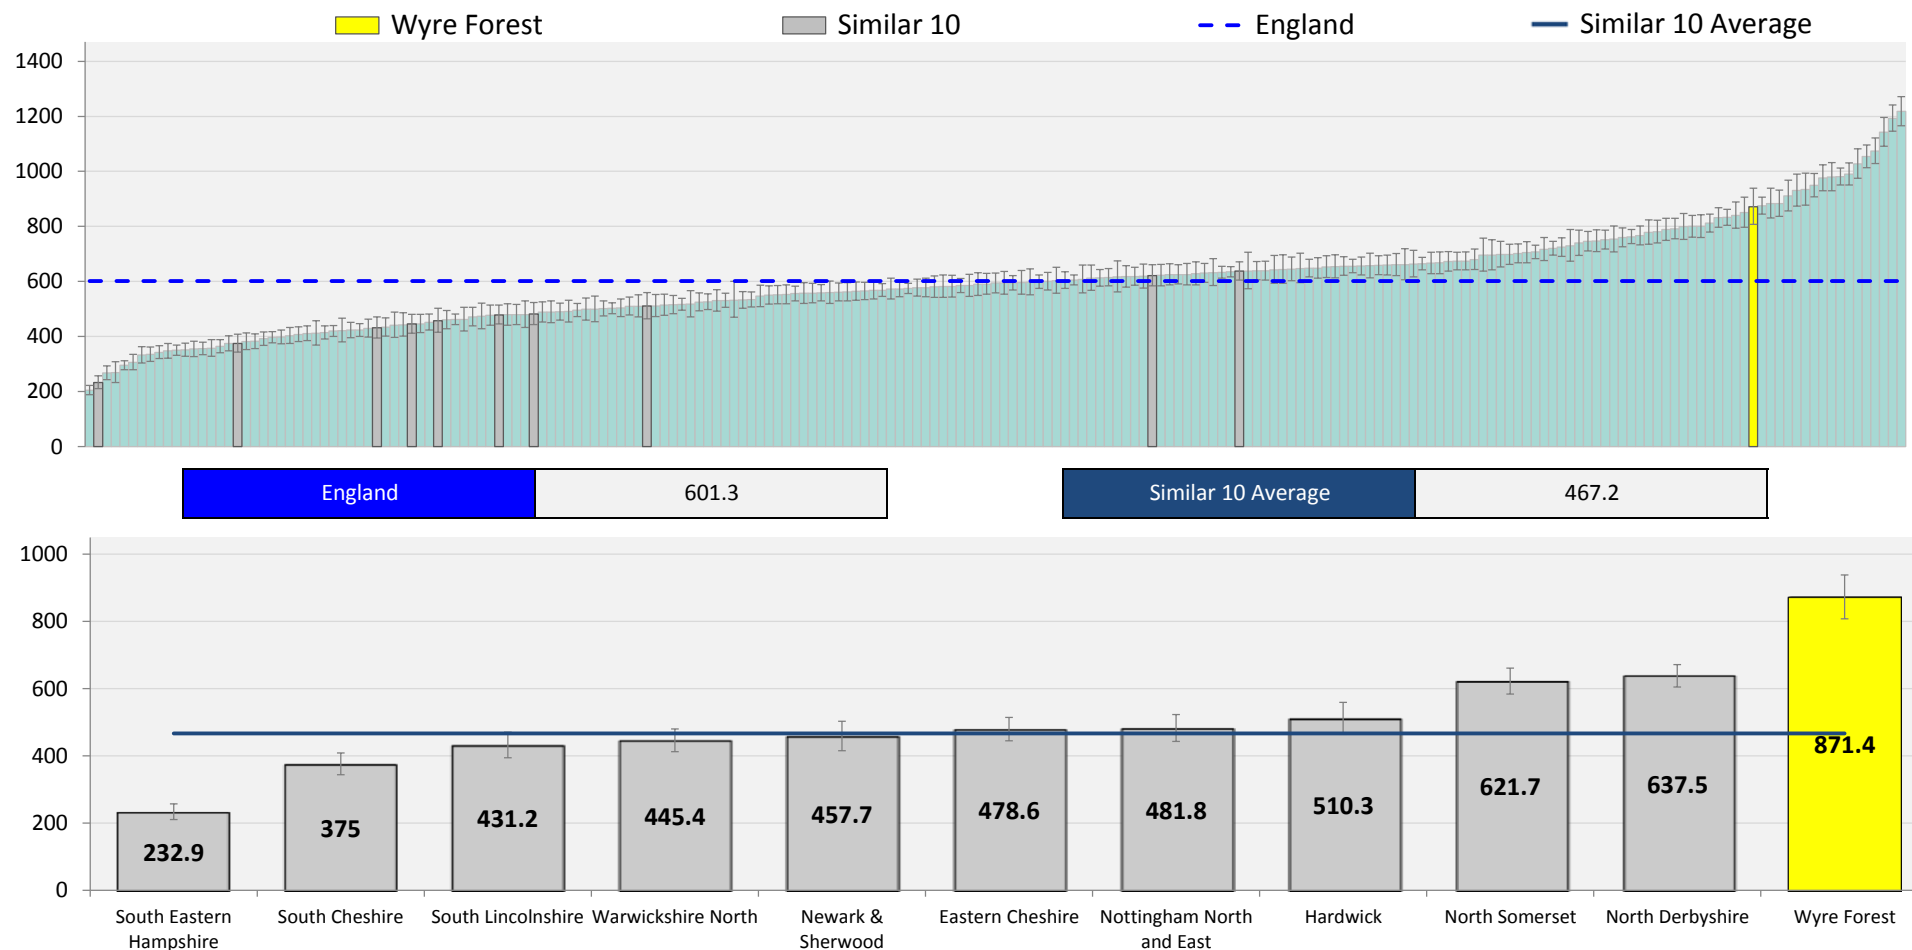 Wyre Forest
Similar 10
England
Similar 10 Average
1400
1200
1000
800
600
400
200
0
England
601.3
Similar 10 Average
467.2
1000
800
600
400
200
0
232.9
375
431.2
445.4
457.7
478.6
481.8
510.3
621.7
637.5
871.4
South Eastern
Hampshire
South Cheshire
South Lincolnshire
Warwickshire North
Newark &
Sherwood
Eastern Cheshire
Nottingham North
and East
Hardwick
North Somerset
North Derbyshire
Wyre Forest